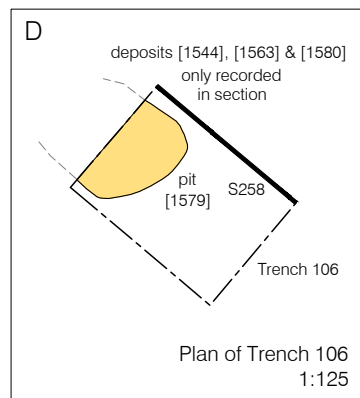 D
deposits [1544], [1563] & [1580]
only recorded
in section
pit
[1579]
S258
Trench 106
Plan of Trench 106
1:125